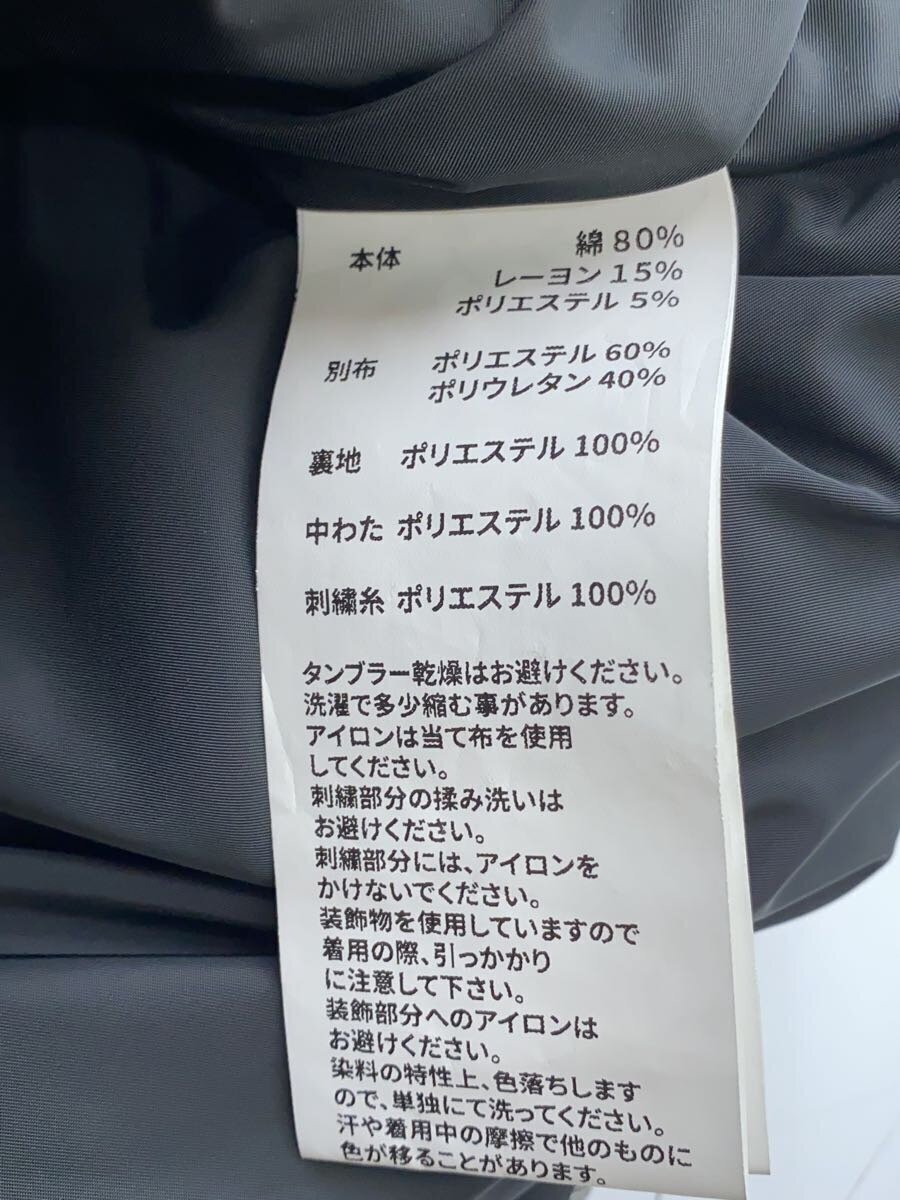 本体 綿 80%
レーヨン 15%
ポリエステル 5%
別布 ポリエステル 60%
ポリウレタン 40%
裏地 ポリエステル 100%
中わた ポリエステル 100%
刺繍糸 ポリエステル 100%
タンブラー乾燥はお避けください。
洗濯で多少縮む事があります。
アイロンは当て布を使用
してください。
刺繍部分の揉み洗いは
お避けください。
刺繍部分には、アイロンを
かけないでください。
装飾物を使用していますので
着用の際、引っかかり
に注意して下さい。
装飾部分へのアイロンは
お避けください。
染料の特性上、色落ちします
ので、単独にて洗ってください。
汗や着用中の摩擦で他のものに
色が移ることがあります。